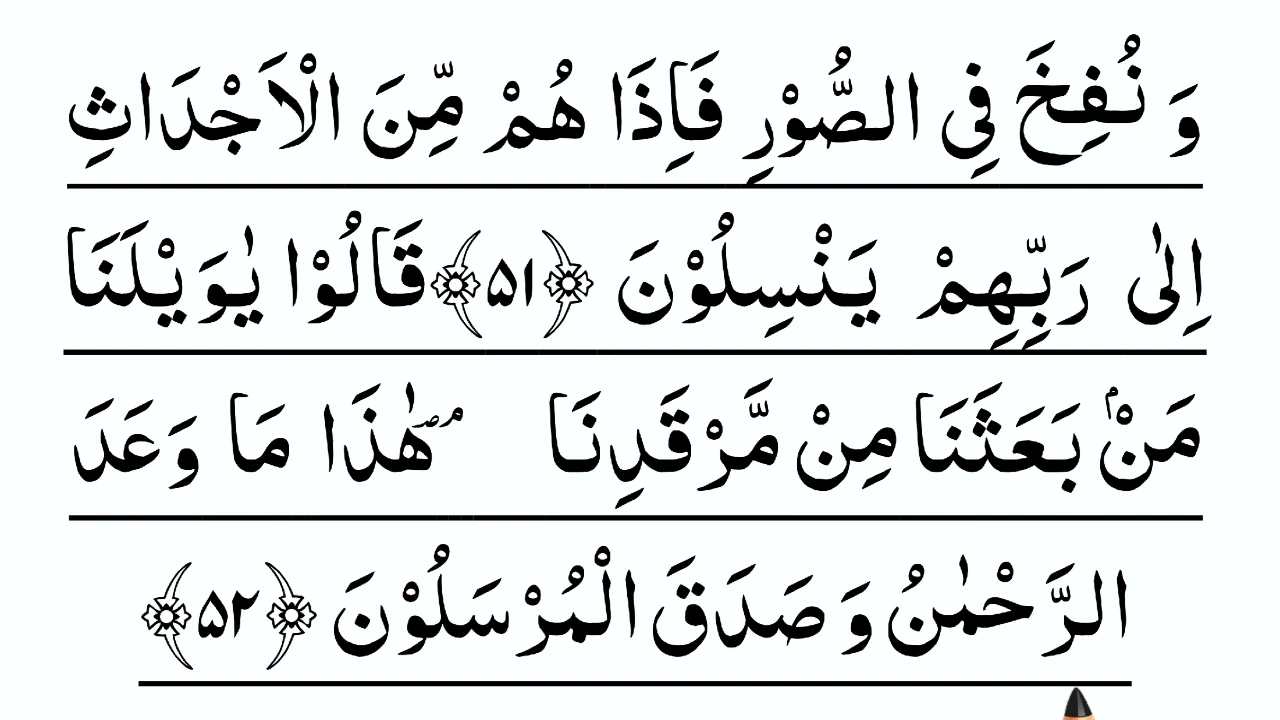 وَ نُفِخَ فِی الصُّوْرِ فَاِذَا هُمْ مِّنَ الْاَجْدَاثِ
اِلٰی رَبِّهِمْ یَنْسِلُوْنَ ﴿۵۱﴾ قَالُوْا یٰوَیْلَنَا
مَنْۢ بَعَثَنَا مِنْ مَّرْقَدِنَا ۘؐ هٰذَا مَا وَعَدَ
الرَّحْمٰنُ وَ صَدَقَ الْمُرْسَلُوْنَ ﴿۵۲﴾